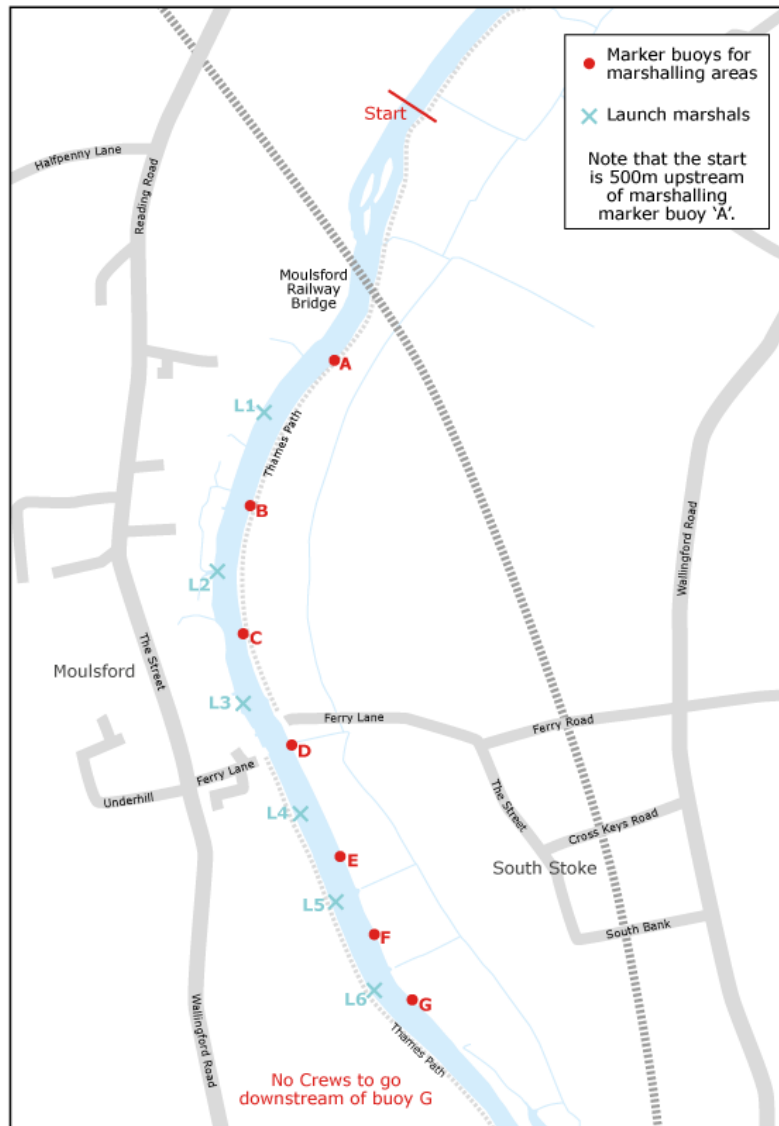 Marker buoys for
marshalling areas
Start
Launch marshals
Halfpenny Lane
Note that the start
is 500m upstream
of marshalling
marker buoy ‘A’.
Reading Road
Moulsford
Railway
Bridge
A
L1
Thames Path
B
Wallingford Road
L2
C
The Street
Moulsford
L3
Ferry Lane
Ferry Road
D
Ferry Lane
Underhill
The Street
L4
Cross Keys Road
E
South Stoke
L5
F
South Bank
L6
G
Wallingford Road
Thames Path
No Crews to go
downstream of buoy G